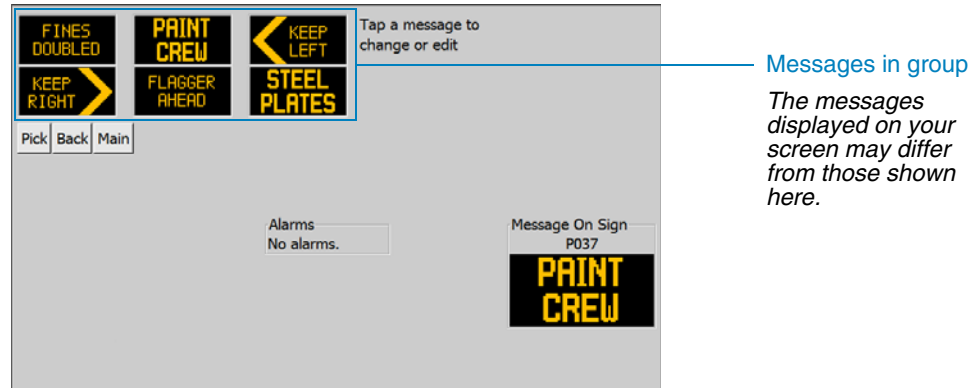 FINES
DOUBLED
PAINT
CREW
KEEP
LEFT
Tap a message to
change or edit
KEEP
RIGHT
FLAGGER
AHEAD
STEEL
PLATES
Messages in group
The messages
displayed on your
screen may differ
from those shown
here.
Pick Back Main
Alarms
No alarms.
Message On Sign
P037
PAINT
CREW